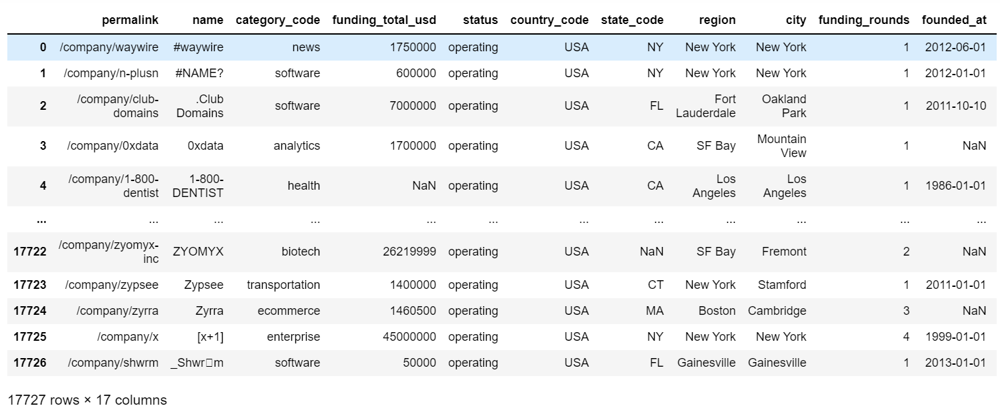 permalink name category_code funding_total_usd status country_code state_code region city funding_rounds founded_at
0 /company/waywire #waywire news 1750000 operating USA NY New York New York 1 2012-06-01
1 /company/n-plusn #NAME? software 600000 operating USA NY New York New York 1 2012-01-01
/company/club- .Club Fort Oakland
2 software 7000000 operating USA FL 1 2011-10-10
domains Domains Lauderdale Park
Mountain
3 /company/0xdata 0xdata analytics 1700000 operating USA CA SF Bay 1 NaN
View
/company/1-800- 1-800- Los Los
4 health NaN operating USA CA 1 1986-01-01
dentist DENTIST Angeles Angeles
... ... ... ... ... ... ... ... ... ... ... ...
/company/zyomyx-
17722 ZYOMYX biotech 26219999 operating USA NaN SF Bay Fremont 2 NaN
inc
17723 /company/zypsee Zypsee transportation 1400000 operating USA CT New York Stamford 1 2011-01-01
17724 /company/zyrra Zyrra ecommerce 1460500 operating USA MA Boston Cambridge 3 NaN
17725 /company/x [x+1] enterprise 45000000 operating USA NY New York New York 4 1999-01-01
17726 /company/shwrm _Shwr□m software 50000 operating USA FL Gainesville Gainesville 1 2013-01-01
17727 rows × 17 columns